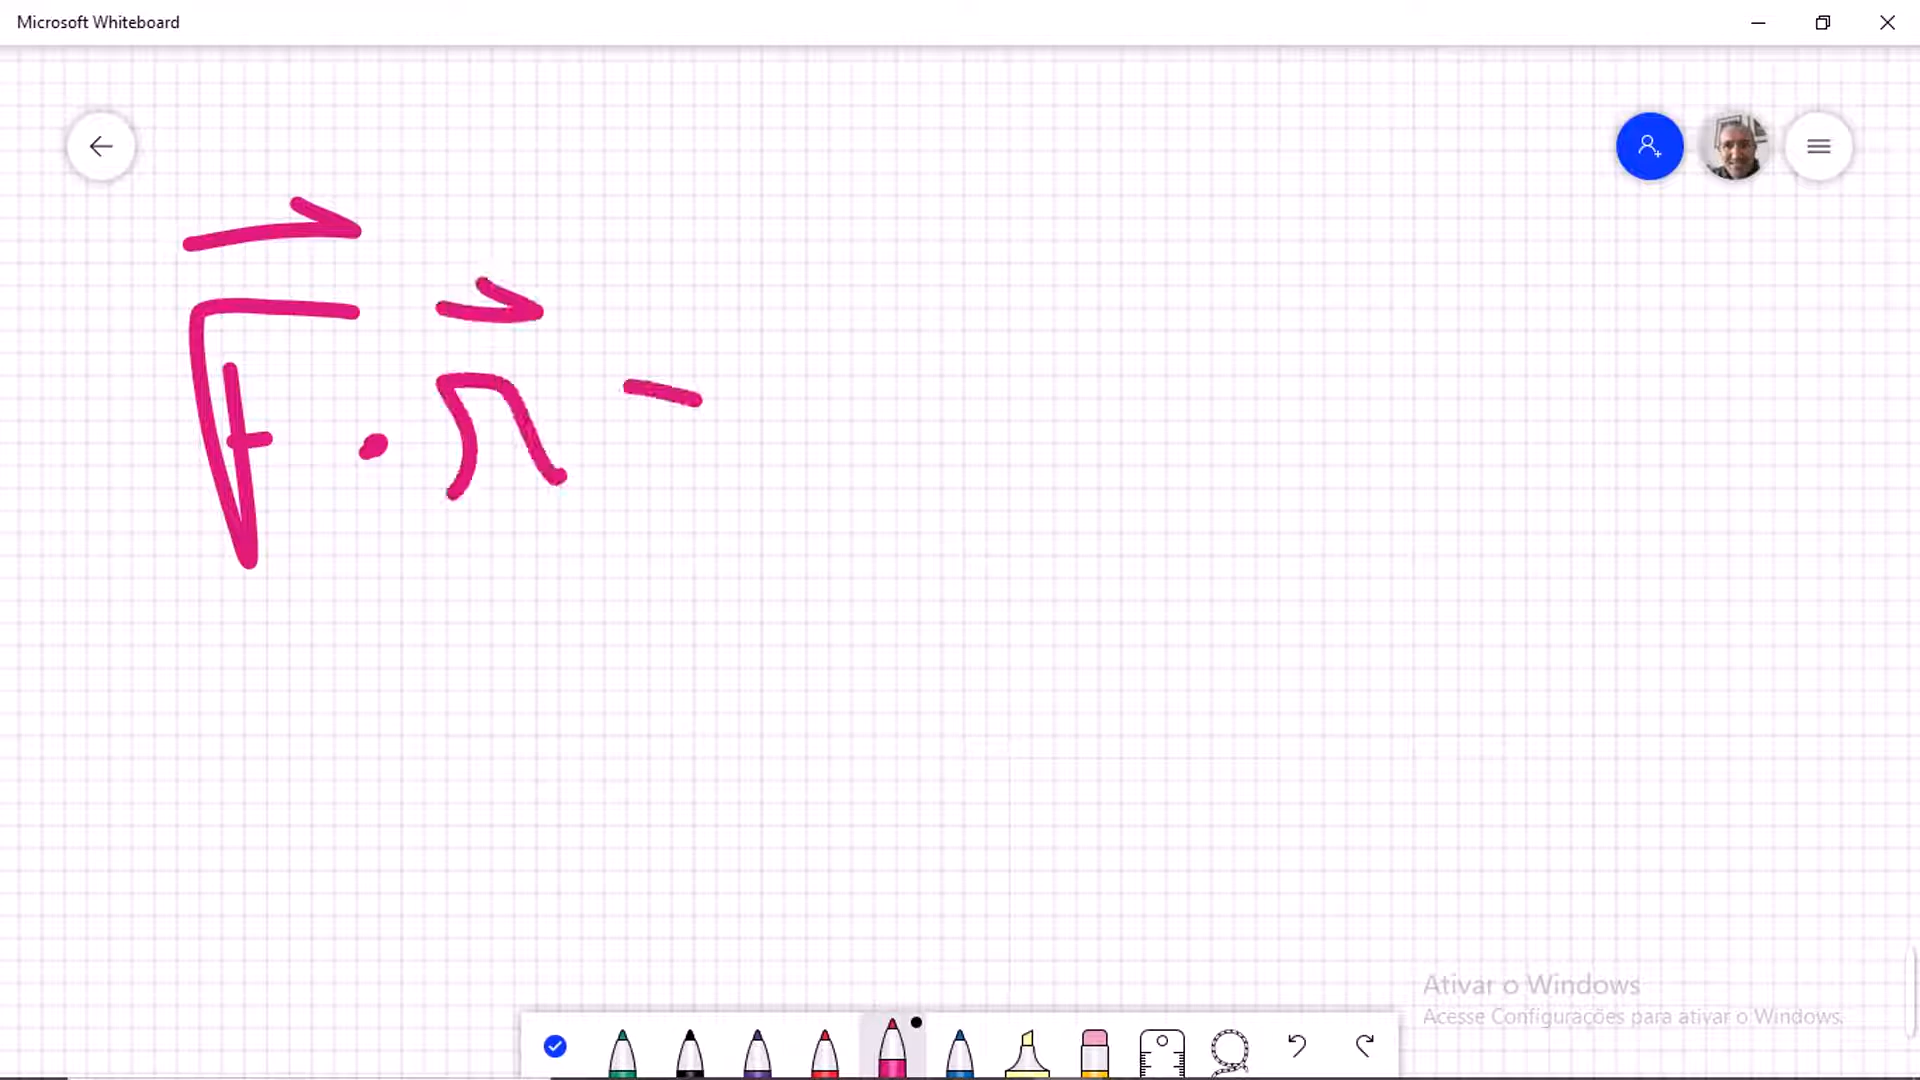 Microsoft Whiteboard
F⃗ · n⃗ -
Ativar o Windows
Acesse Configurações para ativar o Windows.